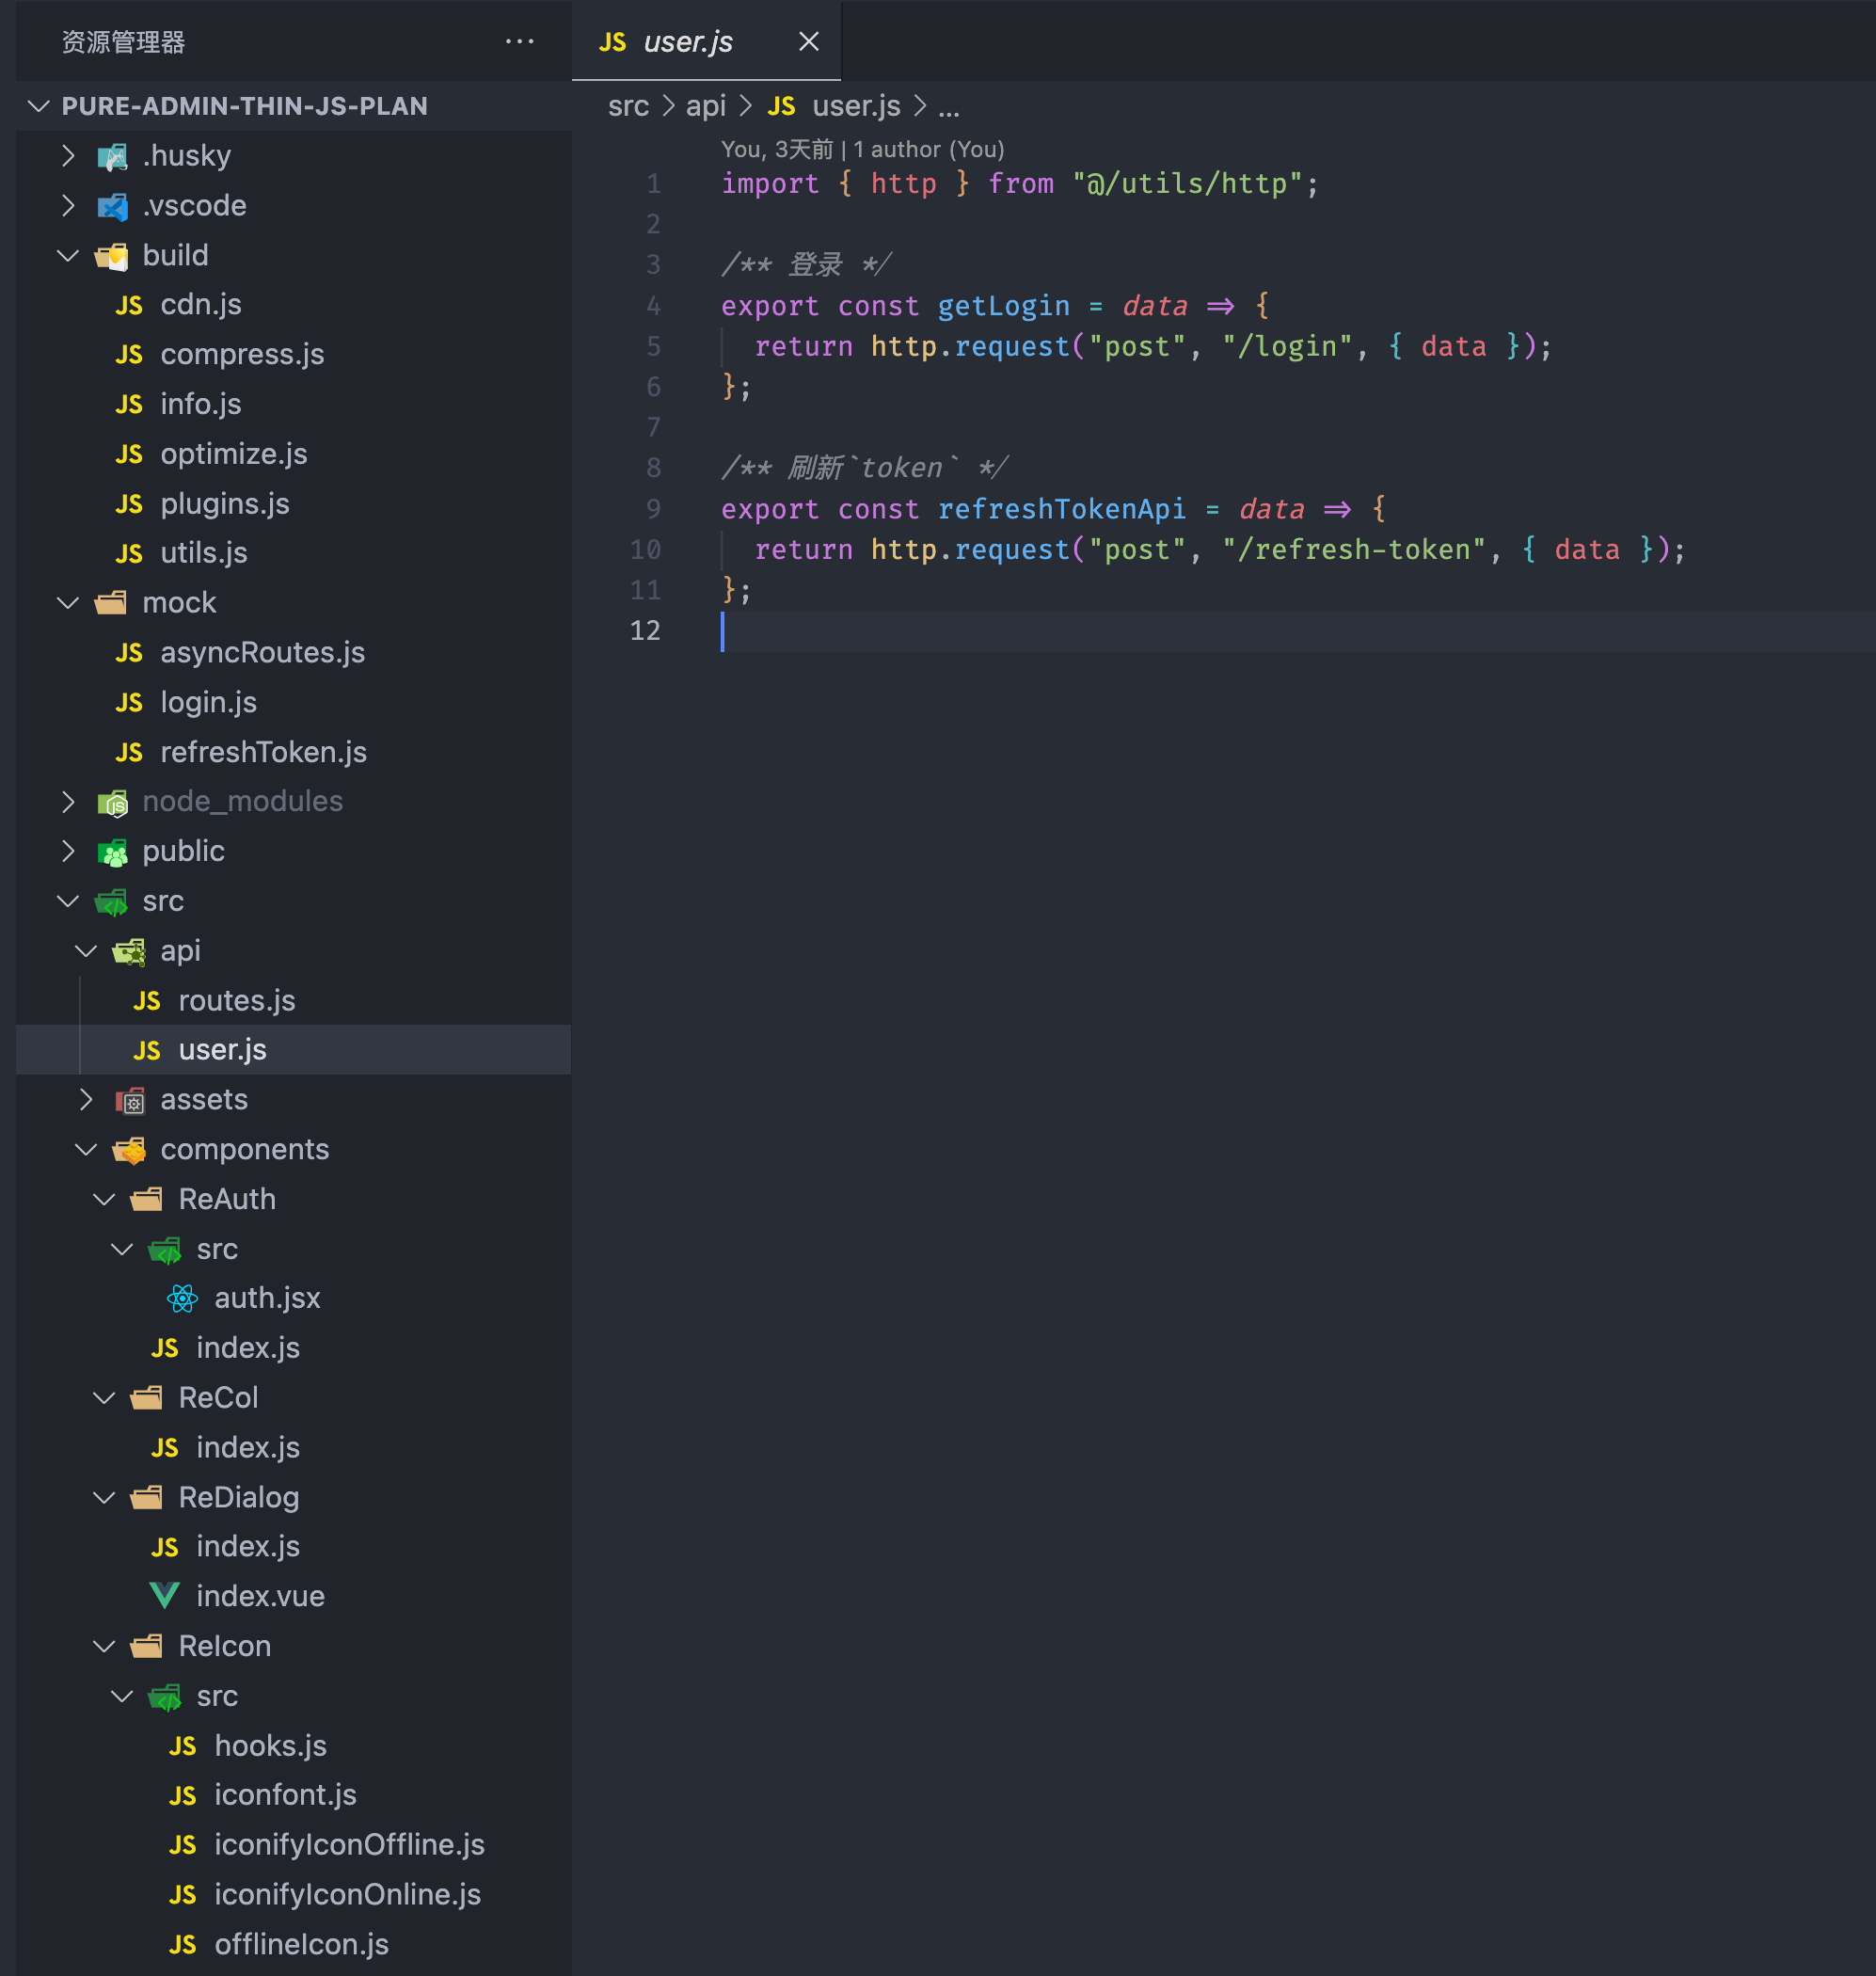 资源管理器
PURE-ADMIN-THIN-JS-PLAN
.husky
.vscode
build
JS cdn.js
JS compress.js
JS info.js
JS optimize.js
JS plugins.js
JS utils.js
mock
JS asyncRoutes.js
JS login.js
JS refreshToken.js
node_modules
public
src
api
JS routes.js
JS user.js
assets
components
ReAuth
src
auth.jsx
JS index.js
ReCol
JS index.js
ReDialog
JS index.js
index.vue
ReIcon
src
JS hooks.js
JS iconfont.js
JS iconifyIconOffline.js
JS iconifyIconOnline.js
JS offlineIcon.js
JS user.js
src > api > JS user.js > ...
You, 3天前 | 1 author (You)
1 import { http } from "@/utils/http";
2
3 /** 登录 */
4 export const getLogin = data => {
5 return http.request("post", "/login", { data });
6 };
7
8 /** 刷新`token` */
9 export const refreshTokenApi = data => {
10 return http.request("post", "/refresh-token", { data });
11 };
12